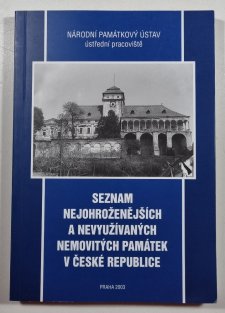 NÁRODNÍ PAMÁTKOVÝ ÚSTAV
ústřední pracoviště
SEZNAM
NEJOHROŽENĚJŠÍCH
A NEVYUŽÍVANÝCH
NEMOVITÝCH PAMÁTEK
V ČESKÉ REPUBLICE
PRAHA 2003